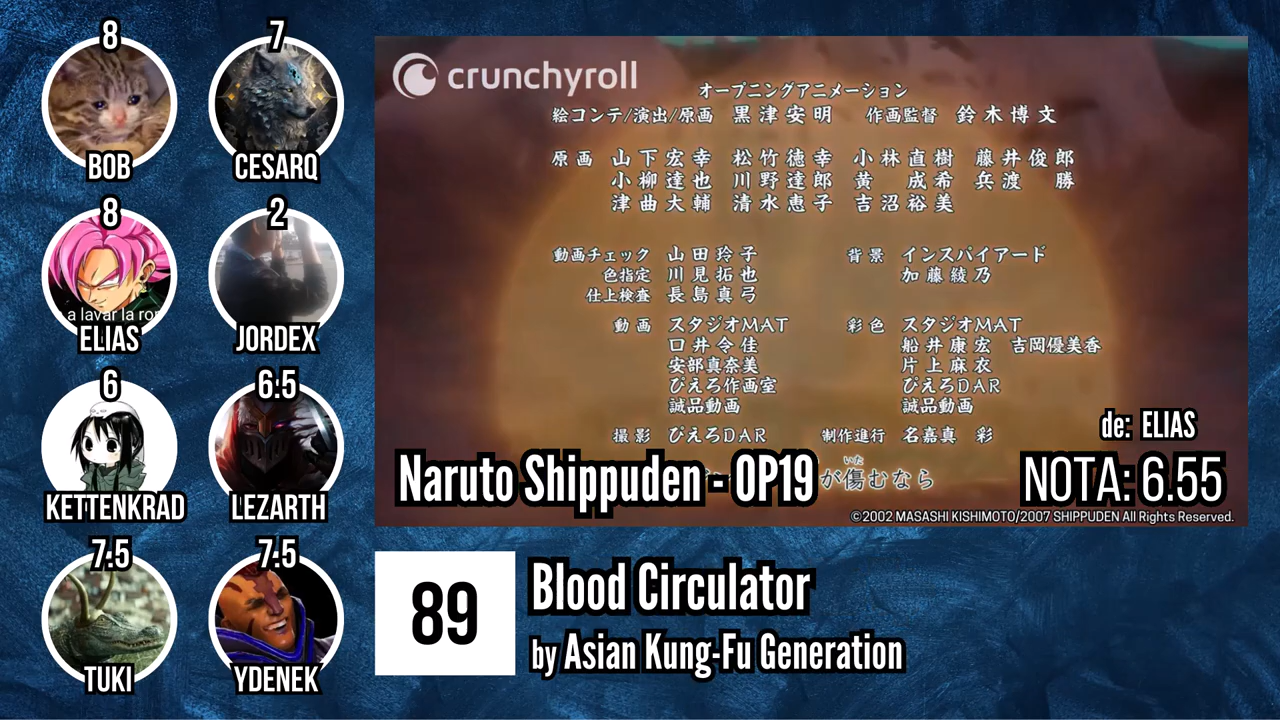 8
7
BOB
CESARQ
8
2
a lavar la rop
ELIAS
JORDEX
6
6.5
KETTENKRAD
LEZARTH
7.5
7.5
TUKI
YDENEK
crunchyroll
オープニングアニメーション
絵コンテ/演出/原画 黒津安明 作画監督 鈴木博文
原画 山下宏幸 松竹徳幸 小林直樹 藤井俊郎
小柳達也 川野達郎 黄 成希 兵渡 勝
津曲大輔 清水恵子 吉沼裕美
動画チェック 山田玲子 背景 インスパイアード
色指定 川見拓也 加藤綾乃
仕上検査 長島真弓
動画 スタジオMAT 彩色 スタジオMAT
口井令佳 船井康宏 吉岡優美香
安部真奈美 片上麻衣
ぴえろ作画室 ぴえろDAR
誠品動画 誠品動画
撮影 ぴえろDAR 制作進行 名嘉真 彩
de: ELIAS
いた
が傷むなら
Naruto Shippuden - OP19
NOTA: 6.55
©2002 MASASHI KISHIMOTO/2007 SHIPPUDEN All Rights Reserved.
89
Blood Circulator
by Asian Kung-Fu Generation